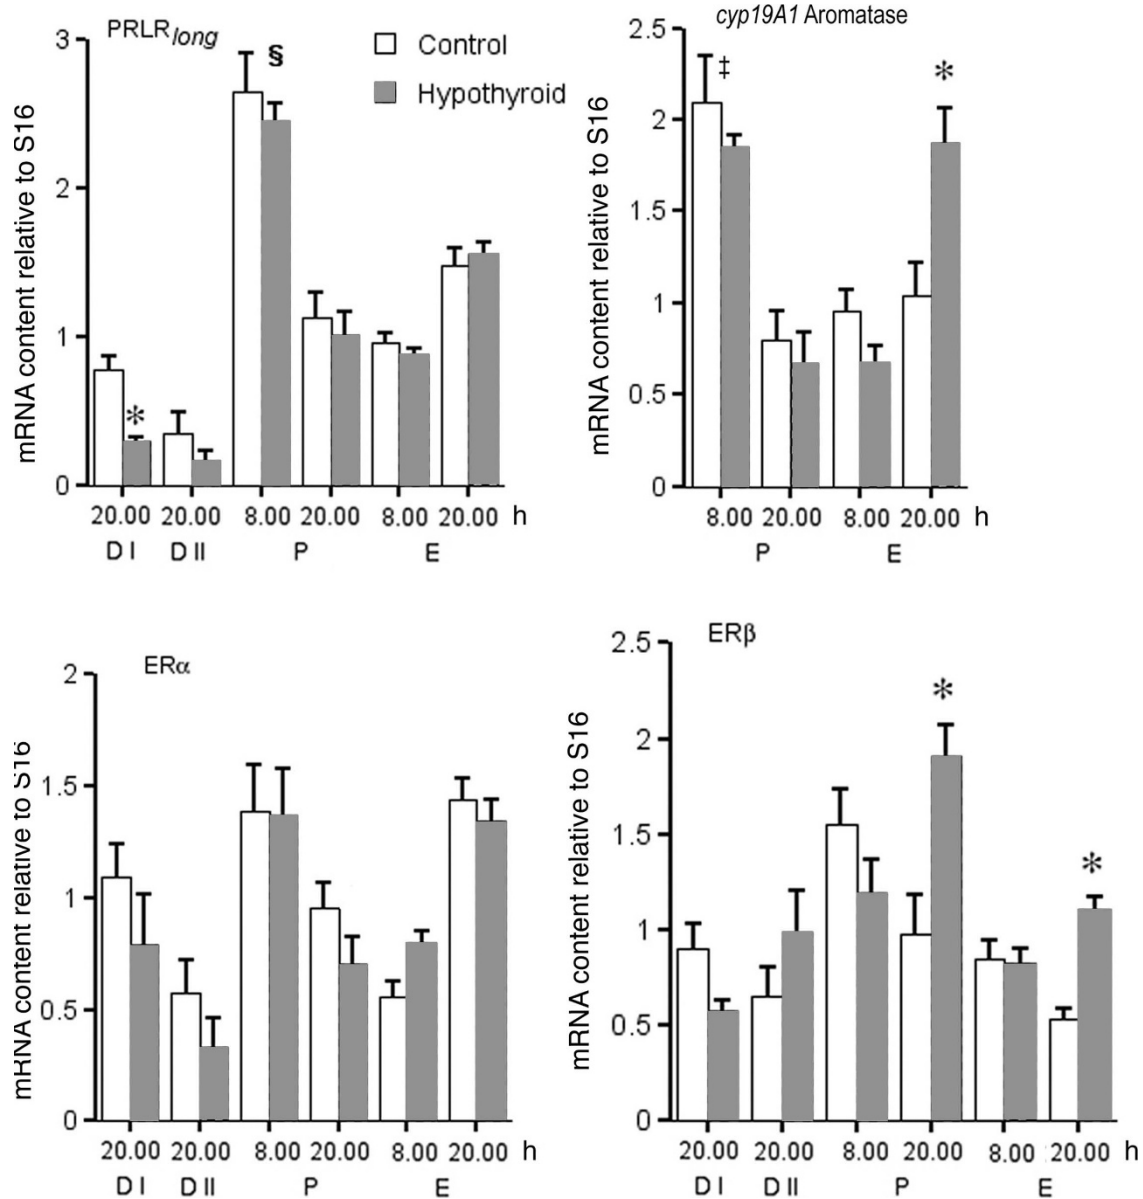 PRLRlong
Control
Hypothyroid
3
2
1
0
mRNA content relative to S16
§
*
20.00 20.00 8.00 20.00 8.00 20.00 h
D I D II P E
cyp19A1 Aromatase
2.5
2
1.5
1
0.5
0
mRNA content relative to S16
‡
*
8.00 20.00 8.00 20.00 h
P E
ERα
2
1.5
1
0.5
0
mRNA content relative to S16
20.00 20.00 8.00 20.00 8.00 20.00 h
D I D II P E
ERβ
2.5
2
1.5
1
0.5
0
mRNA content relative to S16
*
*
20.00 20.00 8.00 20.00 8.00 20.00 h
D I D II P E